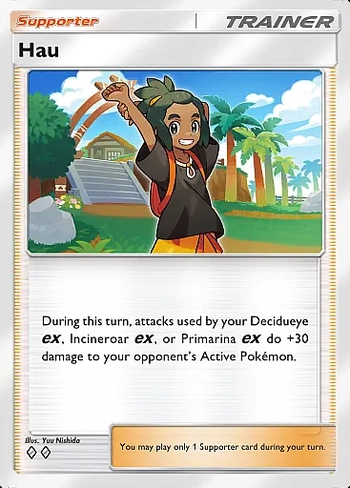 Supporter
TRAINER
Hau
During this turn, attacks used by your Decidueye
ex, Incineroar ex, or Primarina ex do +30
damage to your opponent's Active Pokémon.
Illus. Yuu Nishida
You may play only 1 Supporter card during your turn.